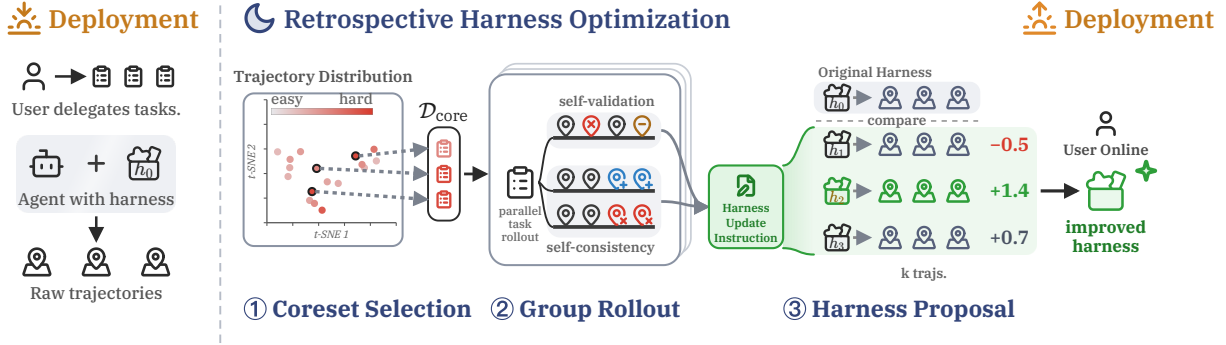 Deployment
User delegates tasks.
h0
Agent with harness
Raw trajectories
Retrospective Harness Optimization
Trajectory Distribution
easy
hard
t-SNE 2
t-SNE 1
𝒟core
parallel
task
rollout
self-validation
self-consistency
Harness
Update
Instruction
Original Harness
h0
compare
h1
−0.5
h2
+1.4
h3
+0.7
k trajs.
① Coreset Selection
② Group Rollout
③ Harness Proposal
Deployment
User Online
improved
harness